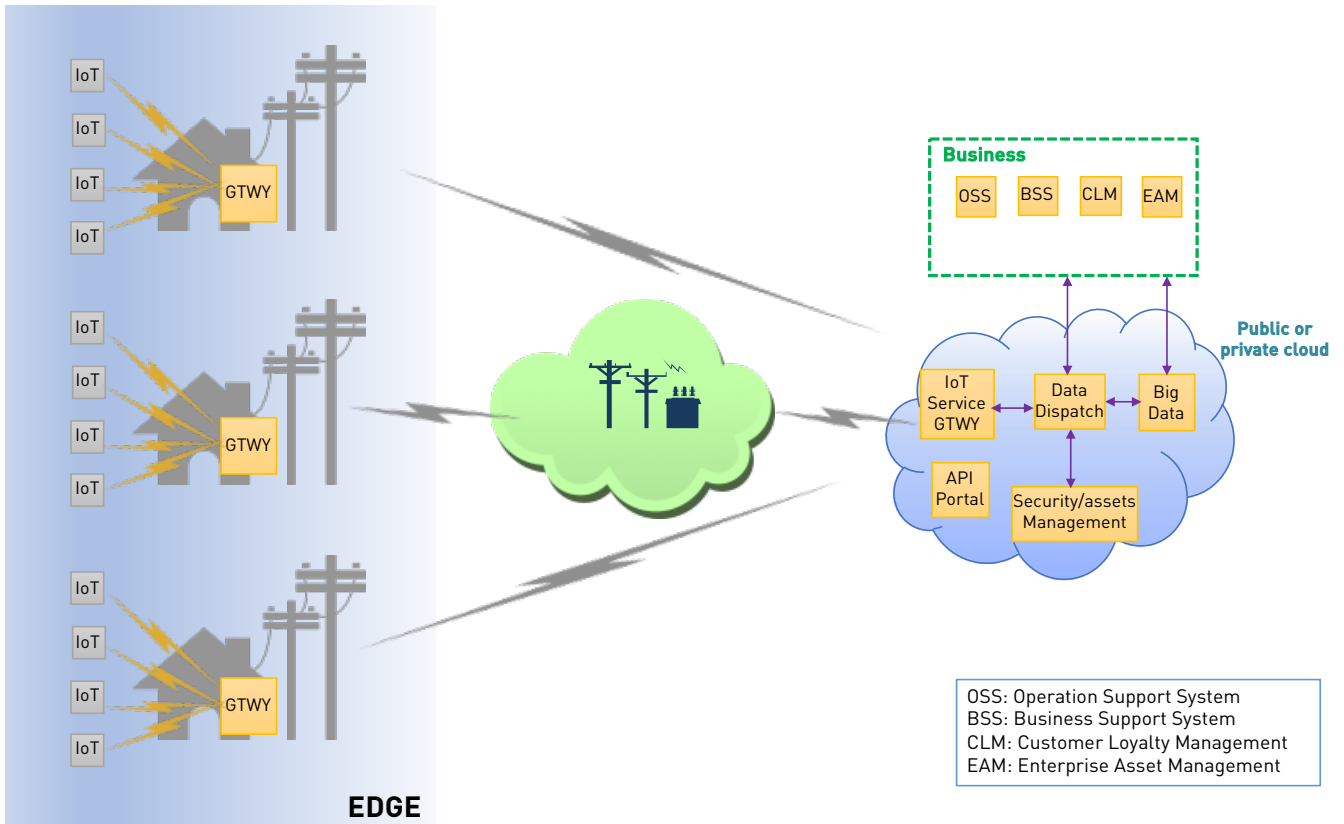 IoT
IoT
IoT
IoT
GTWY
IoT
IoT
IoT
IoT
GTWY
IoT
IoT
IoT
IoT
GTWY
EDGE
Business
OSS
BSS
CLM
EAM
Public or
private cloud
IoT
Service
GTWY
Data
Dispatch
Big
Data
API
Portal
Security/assets
Management
OSS: Operation Support System
BSS: Business Support System
CLM: Customer Loyalty Management
EAM: Enterprise Asset Management